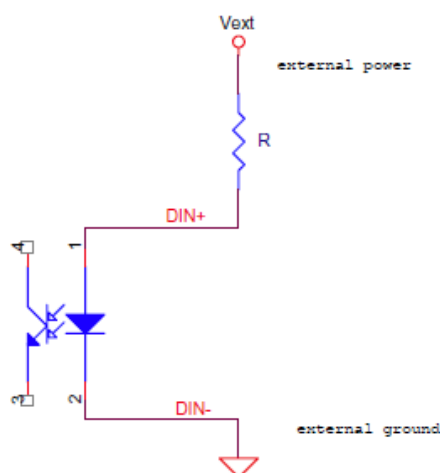 Vext
external power
R
DIN+
4
1
3
2
DIN-
external ground